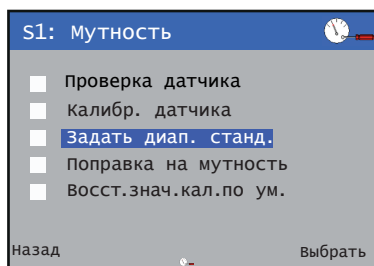 S1: Мутность
Проверка датчика
Калибр. датчика
Задать диап. станд.
Поправка на мутность
Восст.знач.кал.по ум.
Назад
Выбрать